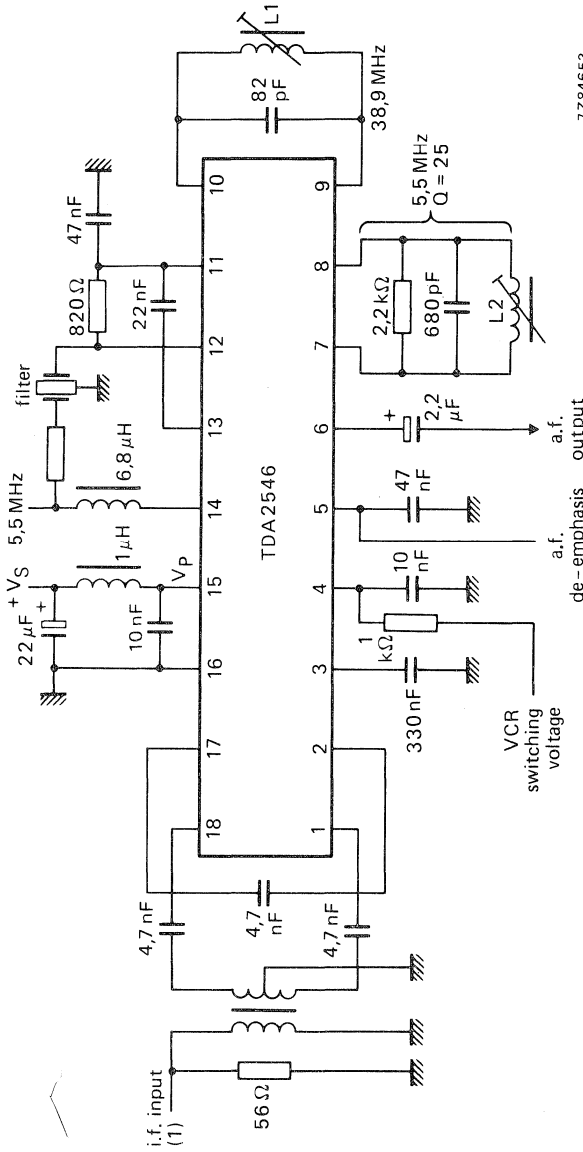 i.f. input
(1)
56 Ω
4,7 nF
4,7
nF
4,7 nF
18
17
16
15
14
13
12
11
10
1
2
3
4
5
6
7
8
9
TDA2546
22 µF
+
+ VS
1 µH
10 nF
VP
5,5 MHz
6,8 µH
filter
820 Ω
22 nF
47 nF
82
pF
L1
38,9 MHz
330 nF
1
kΩ
10
nF
VCR
switching
voltage
47
nF
a.f.
de-emphasis
+
2,2
µF
a.f.
output
2,2 kΩ
680 pF
L2
5,5 MHz
Q = 25
7Z84653